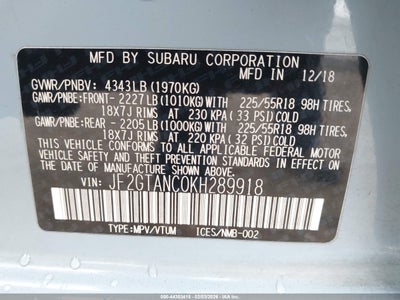 MFD BY SUBARU CORPORATION
GVWR/PNBV: 4343LB (1970KG) MFD IN 12/18
GAWR/PNBE:FRONT- 2227LB (1010KG)WITH 225/55R18 98H TIRES,
18X7J RIMS AT 230 KPA ( 33 PSI) COLD
GAWR/PNBE:REAR - 2205LB (1000KG)WITH 225/55R18 98H TIRES,
18X7J RIMS AT 220 KPA ( 32 PSI) COLD
THIS VEHICLE CONFORMS TO ALL APPLICABLE FEDERAL MOTOR
VEHICLE SAFETY, BUMPER, AND THEFT PREVENTION STANDARDS
IN EFFECT ON THE DATE OF MANUFACTURE SHOWN ABOVE.
VIN: JF2GTANC0KH289918
TYPE:MPV/VTUM ICES/NMB-002